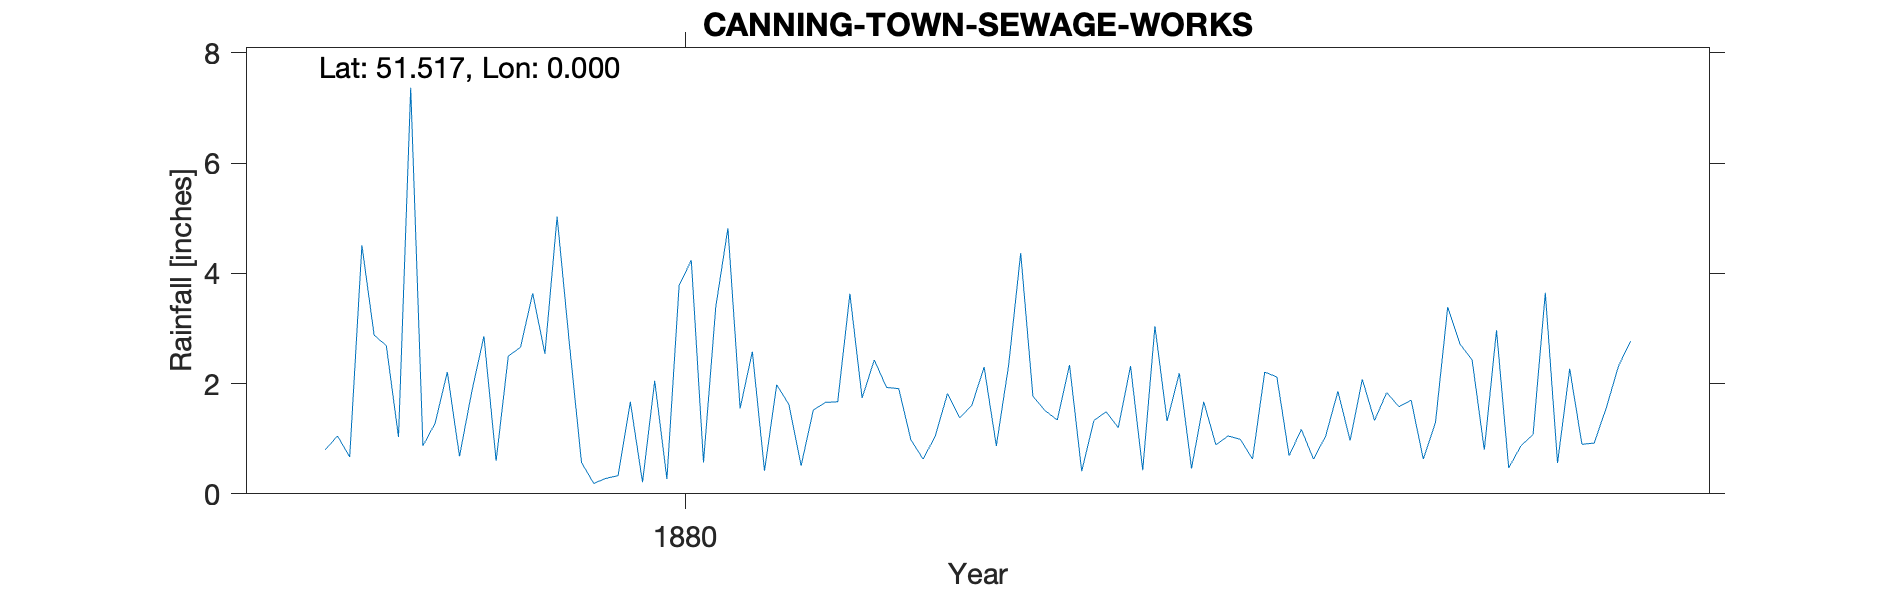 CANNING-TOWN-SEWAGE-WORKS
Lat: 51.517, Lon: 0.000
8
6
4
2
0
Rainfall [inches]
1880
Year